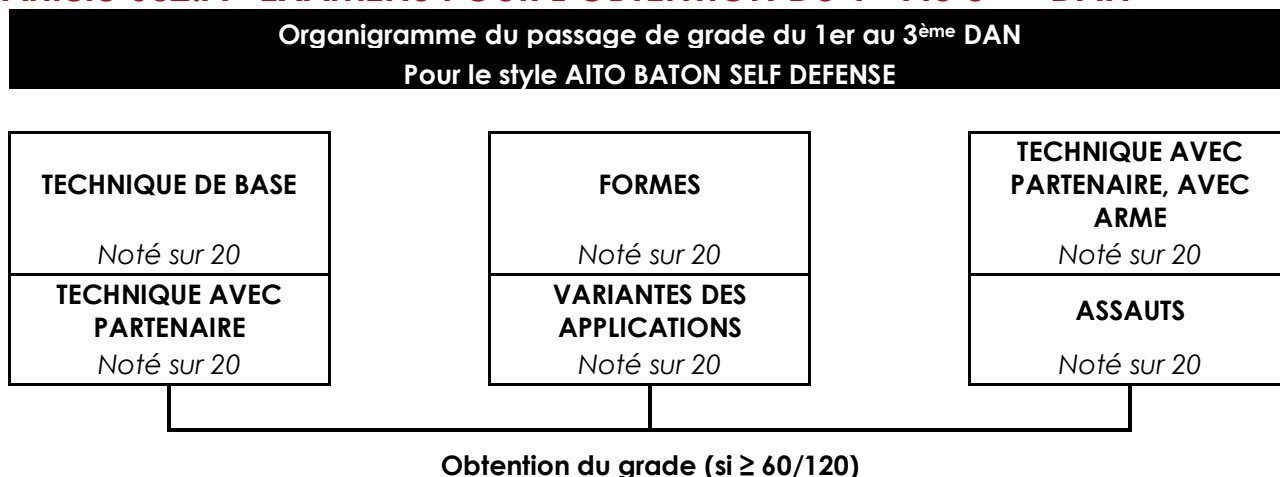 Organigramme du passage de grade du 1er au 3ème DAN
Pour le style AITO BATON SELF DEFENSE
TECHNIQUE DE BASE
Noté sur 20
TECHNIQUE AVEC
PARTENAIRE
Noté sur 20
FORMES
Noté sur 20
VARIANTES DES
APPLICATIONS
Noté sur 20
TECHNIQUE AVEC
PARTENAIRE, AVEC
ARME
Noté sur 20
ASSAUTS
Noté sur 20
Obtention du grade (si ≥ 60/120)